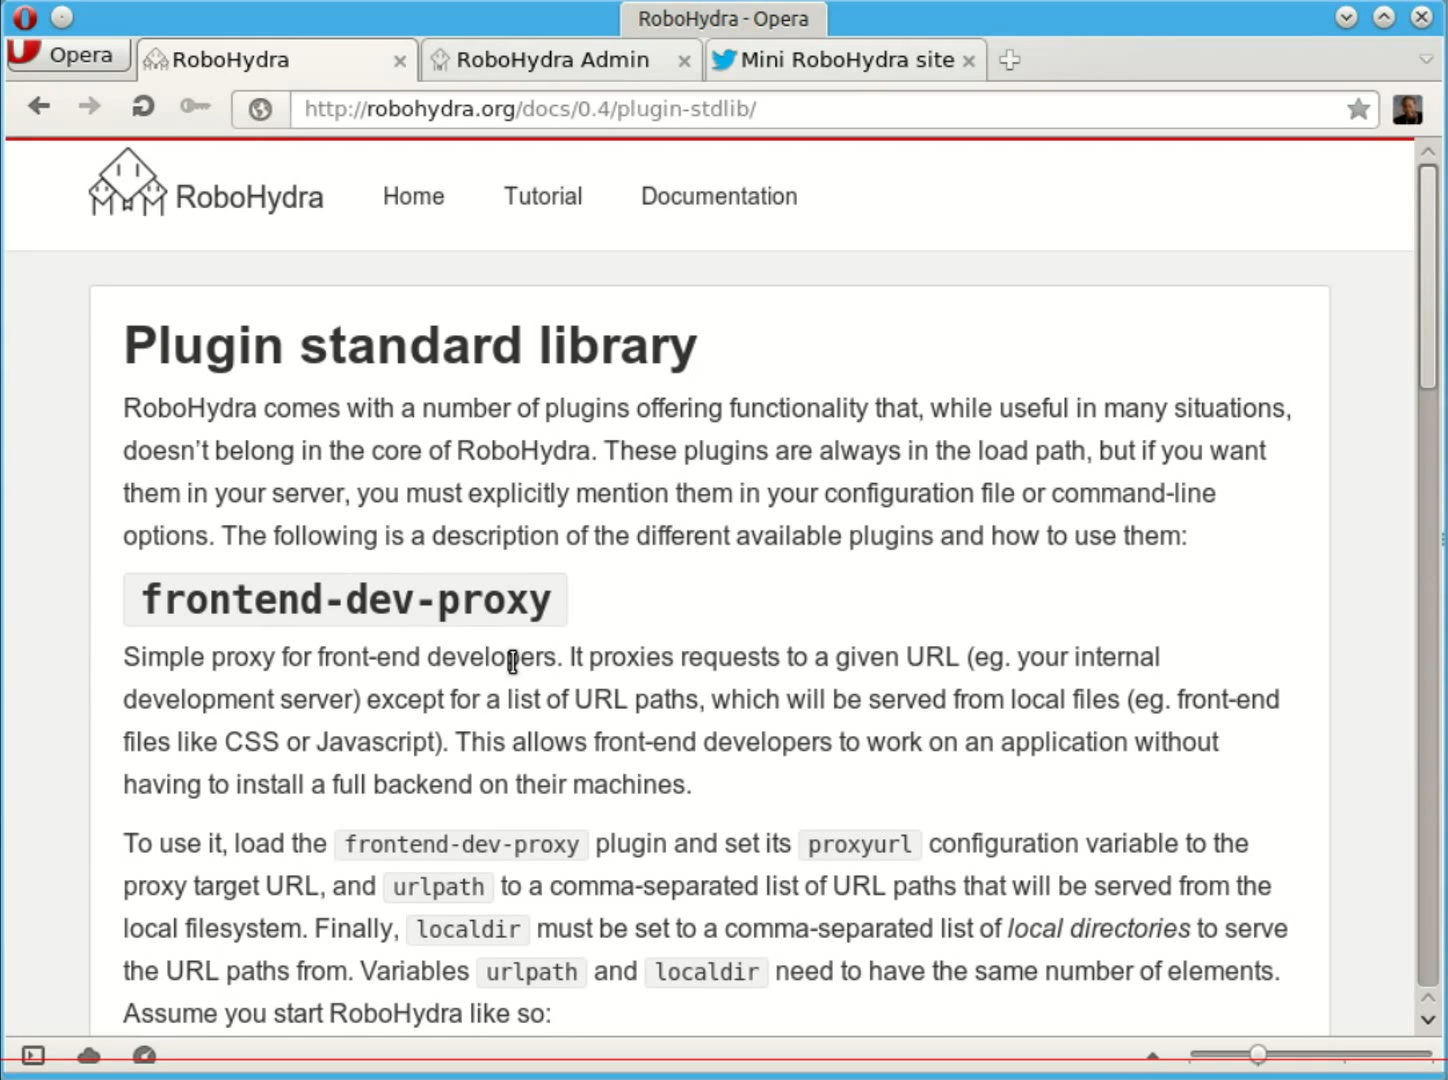 RoboHydra - Opera
Opera
RoboHydra
RoboHydra Admin
Mini RoboHydra site
http://robohydra.org/docs/0.4/plugin-stdlib/
RoboHydra
Home
Tutorial
Documentation
Plugin standard library
RoboHydra comes with a number of plugins offering functionality that, while useful in many situations,
doesn’t belong in the core of RoboHydra. These plugins are always in the load path, but if you want
them in your server, you must explicitly mention them in your configuration file or command-line
options. The following is a description of the different available plugins and how to use them:
frontend-dev-proxy
Simple proxy for front-end developers. It proxies requests to a given URL (eg. your internal
development server) except for a list of URL paths, which will be served from local files (eg. front-end
files like CSS or Javascript). This allows front-end developers to work on an application without
having to install a full backend on their machines.
To use it, load the frontend-dev-proxy plugin and set its proxyurl configuration variable to the
proxy target URL, and urlpath to a comma-separated list of URL paths that will be served from the
local filesystem. Finally, localdir must be set to a comma-separated list of local directories to serve
the URL paths from. Variables urlpath and localdir need to have the same number of elements.
Assume you start RoboHydra like so: